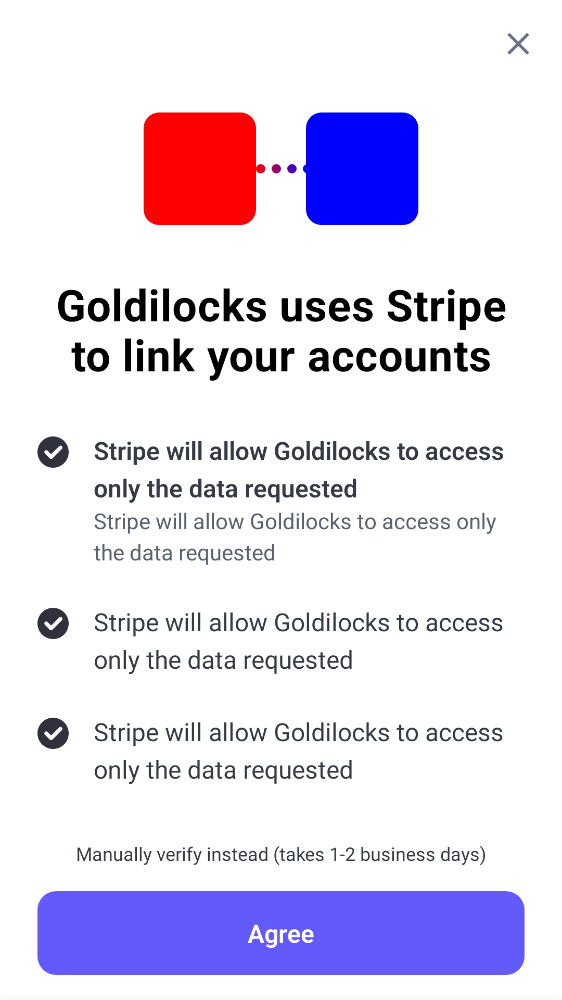 Goldilocks uses Stripe
to link your accounts
Stripe will allow Goldilocks to access
only the data requested
Stripe will allow Goldilocks to access only
the data requested
Stripe will allow Goldilocks to access
only the data requested
Stripe will allow Goldilocks to access
only the data requested
Manually verify instead (takes 1-2 business days)
Agree